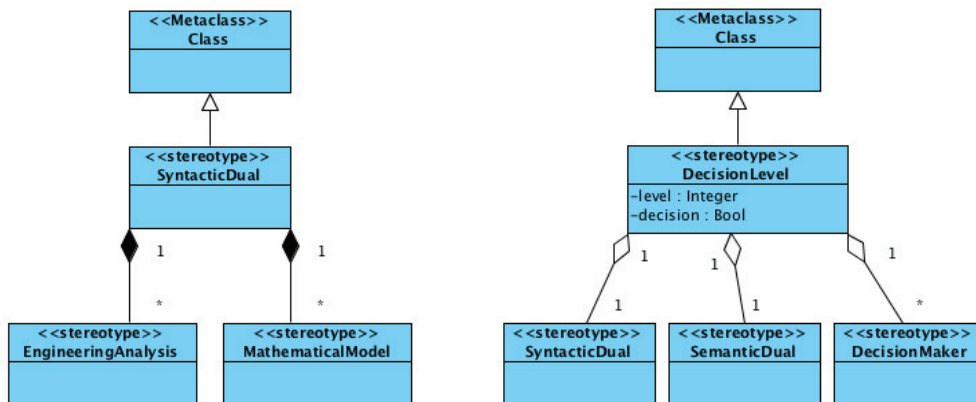 <<Metaclass>>
Class
<<stereotype>>
SyntacticDual
1
1
*
*
<<stereotype>>
EngineeringAnalysis
<<stereotype>>
MathematicalModel
<<Metaclass>>
Class
<<stereotype>>
DecisionLevel
-level : Integer
-decision : Bool
1
1
1
1
1
*
<<stereotype>>
SyntacticDual
<<stereotype>>
SemanticDual
<<stereotype>>
DecisionMaker